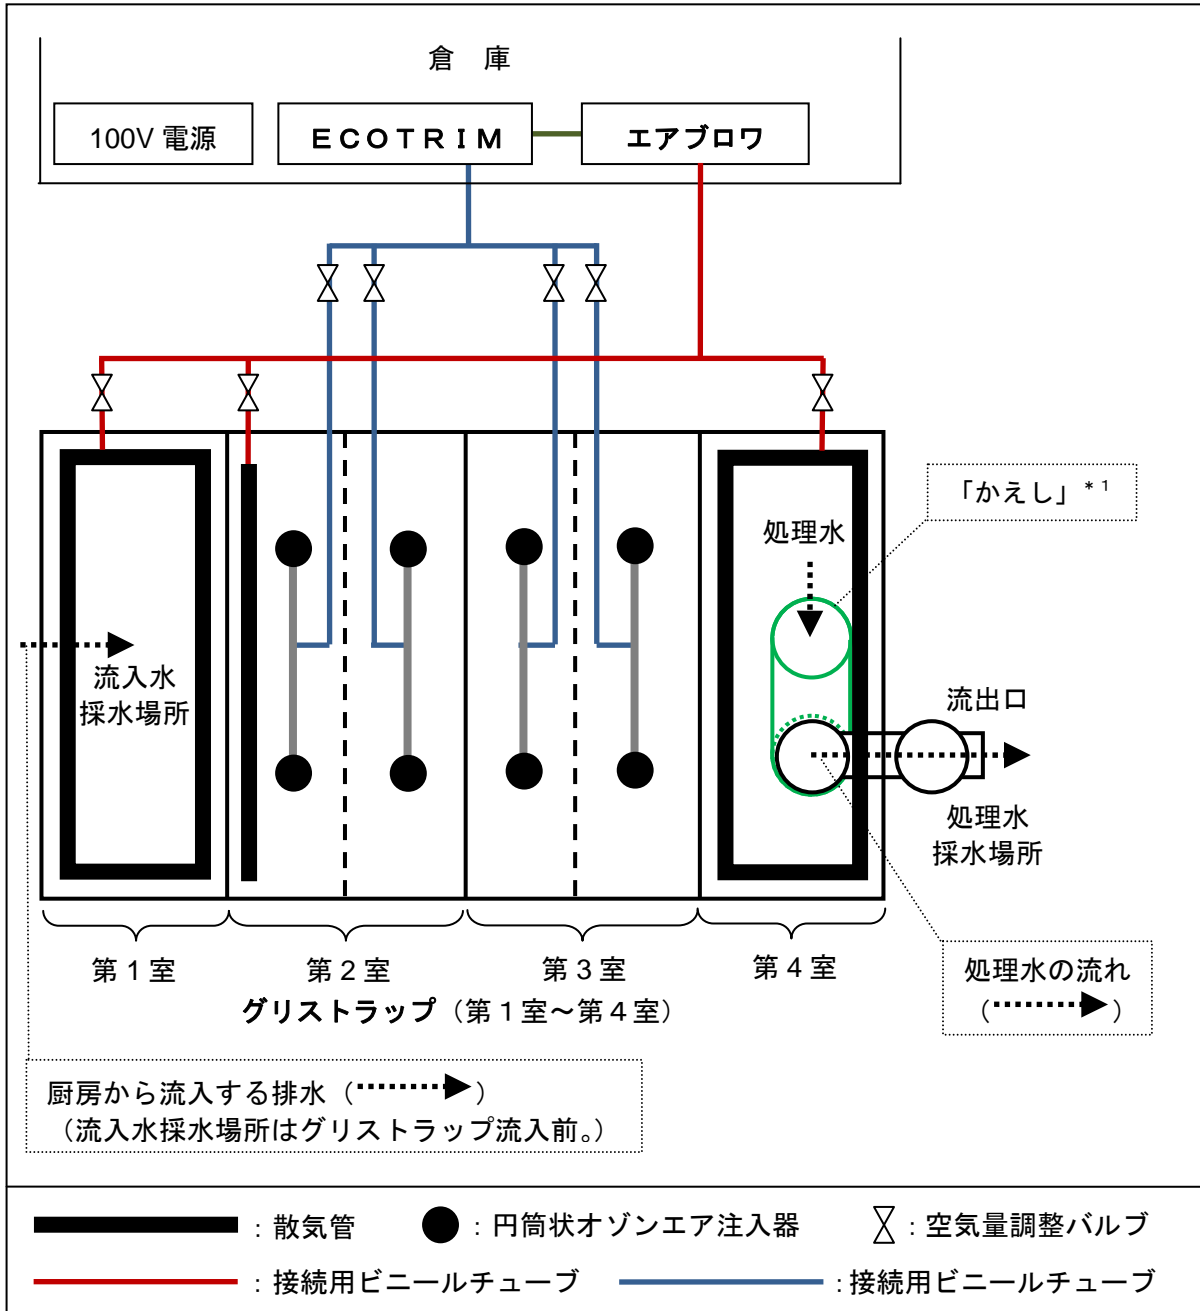 倉　庫
100V 電源
ＥＣＯＴＲＩＭ
エアブロワ
「かえし」*1
処理水
流入水
採水場所
流出口
処理水
採水場所
第１室
第２室
第３室
第４室
グリストラップ（第１室～第４室）
処理水の流れ
（　　　）
厨房から流入する排水（　　　）
（流入水採水場所はグリストラップ流入前。）
：散気管
：円筒状オゾンエア注入器
：空気量調整バルブ
：接続用ビニールチューブ
：接続用ビニールチューブ